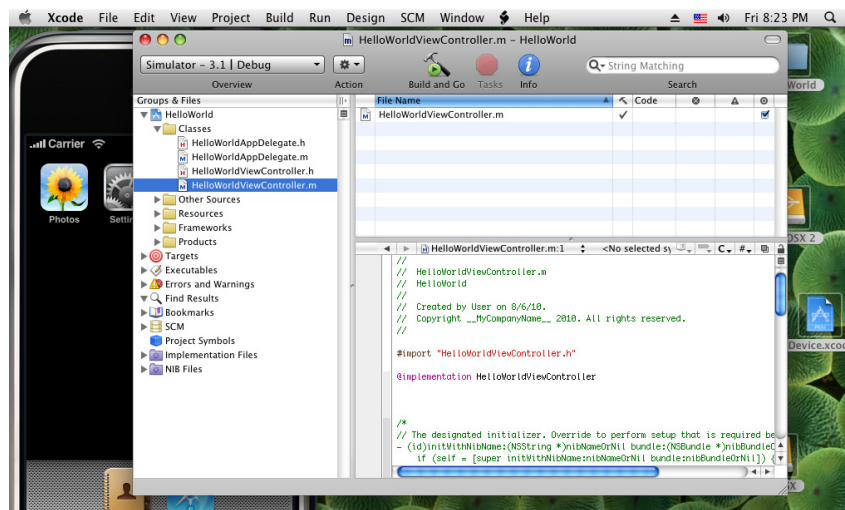 Xcode File Edit View Project Build Run Design SCM Window Help Fri 8:23 PM
HelloWorldViewController.m – HelloWorld
Simulator – 3.1 | Debug
String Matching
Overview Action Build and Go Tasks Info Search
World
Groups & Files
File Name Code
HelloWorld
HelloWorldViewController.m
Classes
HelloWorldAppDelegate.h
HelloWorldAppDelegate.m
HelloWorldViewController.h
HelloWorldViewController.m
Other Sources
Resources
Frameworks
Products
Targets
Executables
Errors and Warnings
Find Results
Bookmarks
SCM
Project Symbols
Implementation Files
NIB Files
Carrier
Photos
Settin
HelloWorldViewController.m:1 <No selected sy C #
//
// HelloWorldViewController.m
// HelloWorld
//
// Created by User on 8/6/10.
// Copyright __MyCompanyName__ 2010. All rights reserved.
//
#import "HelloWorldViewController.h"
@implementation HelloWorldViewController
/*
// The designated initializer. Override to perform setup that is required be
- (id)initWithNibName:(NSString *)nibNameOrNil bundle:(NSBundle *)nibBundleO
if (self = [super initWithNibName:nibNameOrNil bundle:nibBundleOrNil]) {
OSX 2
Device.xcod